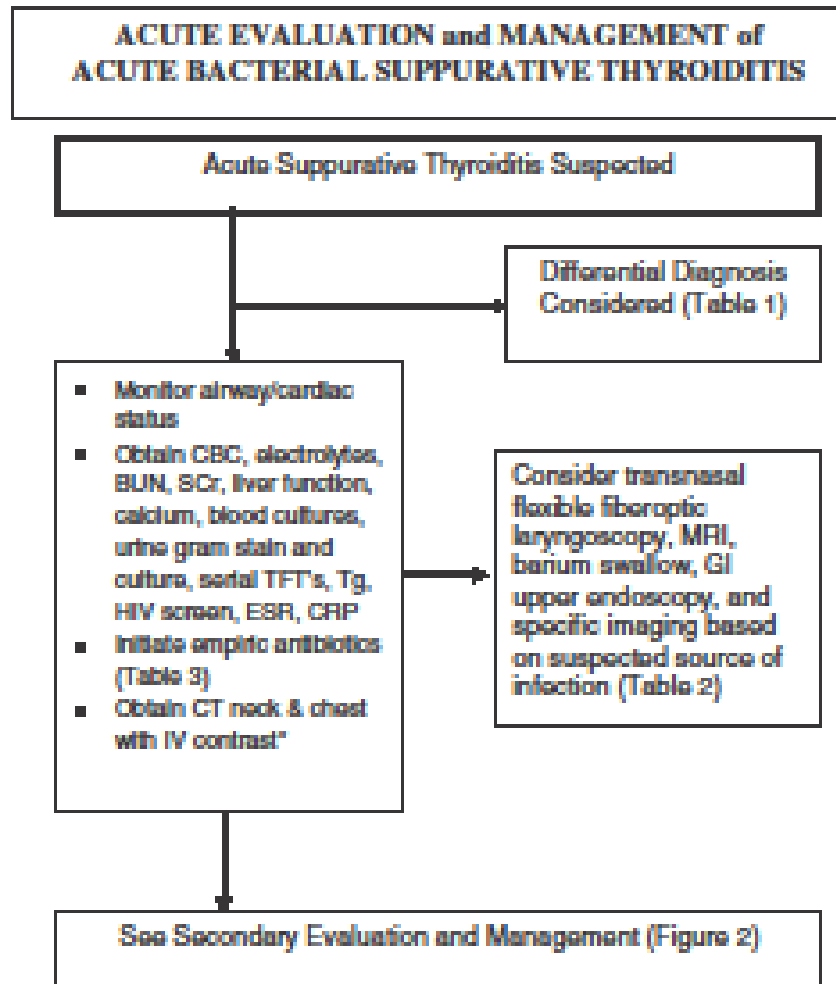 ACUTE EVALUATION and MANAGEMENT of
ACUTE BACTERIAL SUPPURATIVE THYROIDITIS
Acute Suppurative Thyroiditis Suspected
Differential Diagnosis
Considered (Table 1)
▪ Monitor airway/cardiac
status
▪ Obtain CBC, electrolytes,
BUN, SCr, liver function,
calcium, blood cultures,
urine gram stain and
culture, serial TFT's, Tg,
HIV screen, ESR, CRP
▪ Initiate empiric antibiotics
(Table 3)
▪ Obtain CT neck & chest
with IV contrast*
Consider transnasal
flexible fiberoptic
laryngoscopy, MRI,
barium swallow, GI
upper endoscopy, and
specific imaging based
on suspected source of
infection (Table 2)
See Secondary Evaluation and Management (Figure 2)